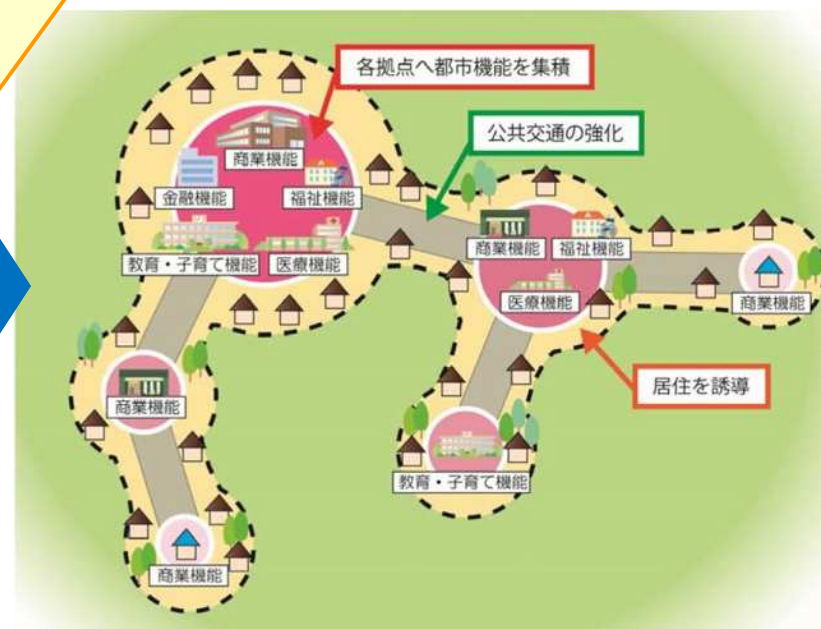 各拠点へ都市機能を集積
公共交通の強化
商業機能
金融機能
福祉機能
教育・子育て機能
医療機能
商業機能
福祉機能
医療機能
商業機能
居住を誘導
商業機能
教育・子育て機能
商業機能